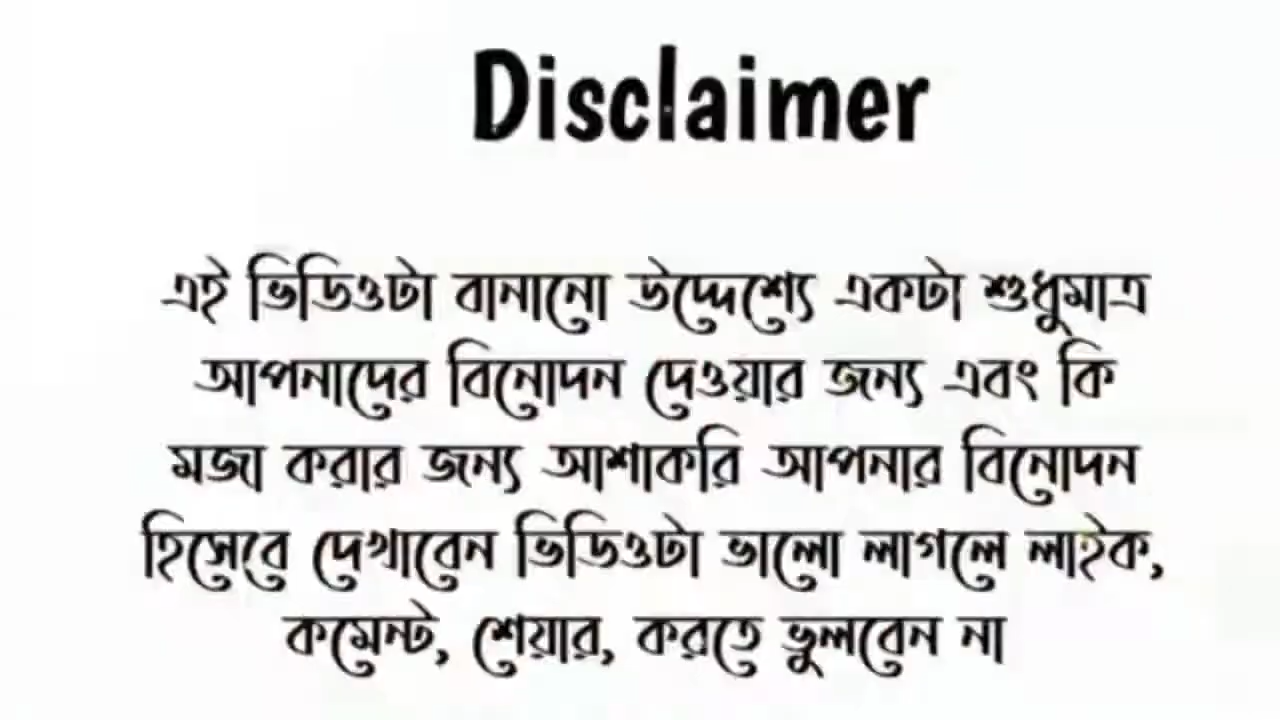 Disclaimer
এই ভিডিওটা বানানো উদ্দেশ্যে একটা শুধুমাত্র
আপনাদের বিনোদন দেওয়ার জন্য এবং কি
মজা করার জন্য আশাকরি আপনার বিনোদন
হিসেবে দেখাবেন ভিডিওটা ভালো লাগলে লাইক,
কমেন্ট, শেয়ার, করতে ভুলবেন না